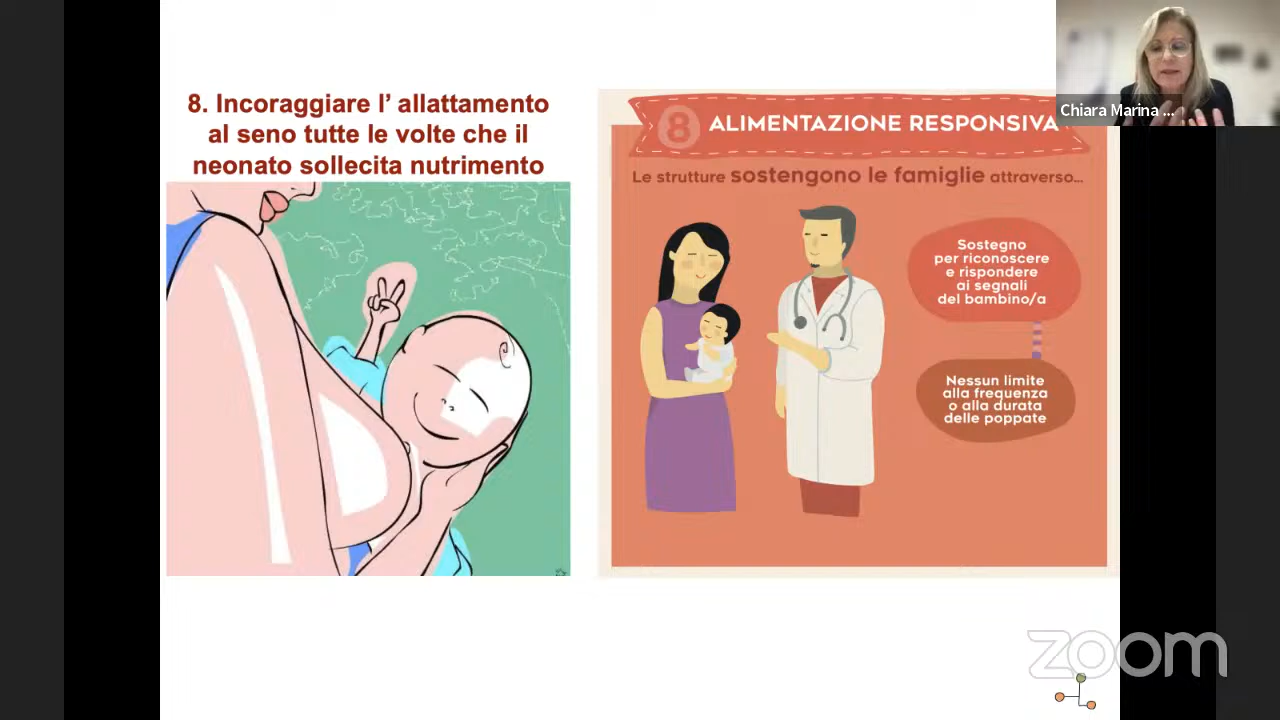 8. Incoraggiare l’ allattamento
al seno tutte le volte che il
neonato sollecita nutrimento
8 ALIMENTAZIONE RESPONSIVA
Le strutture sostengono le famiglie attraverso...
Sostegno
per riconoscere
e rispondere
ai segnali
del bambino/a
Nessun limite
alla frequenza
o alla durata
delle poppate
Chiara Marina ...
zoom